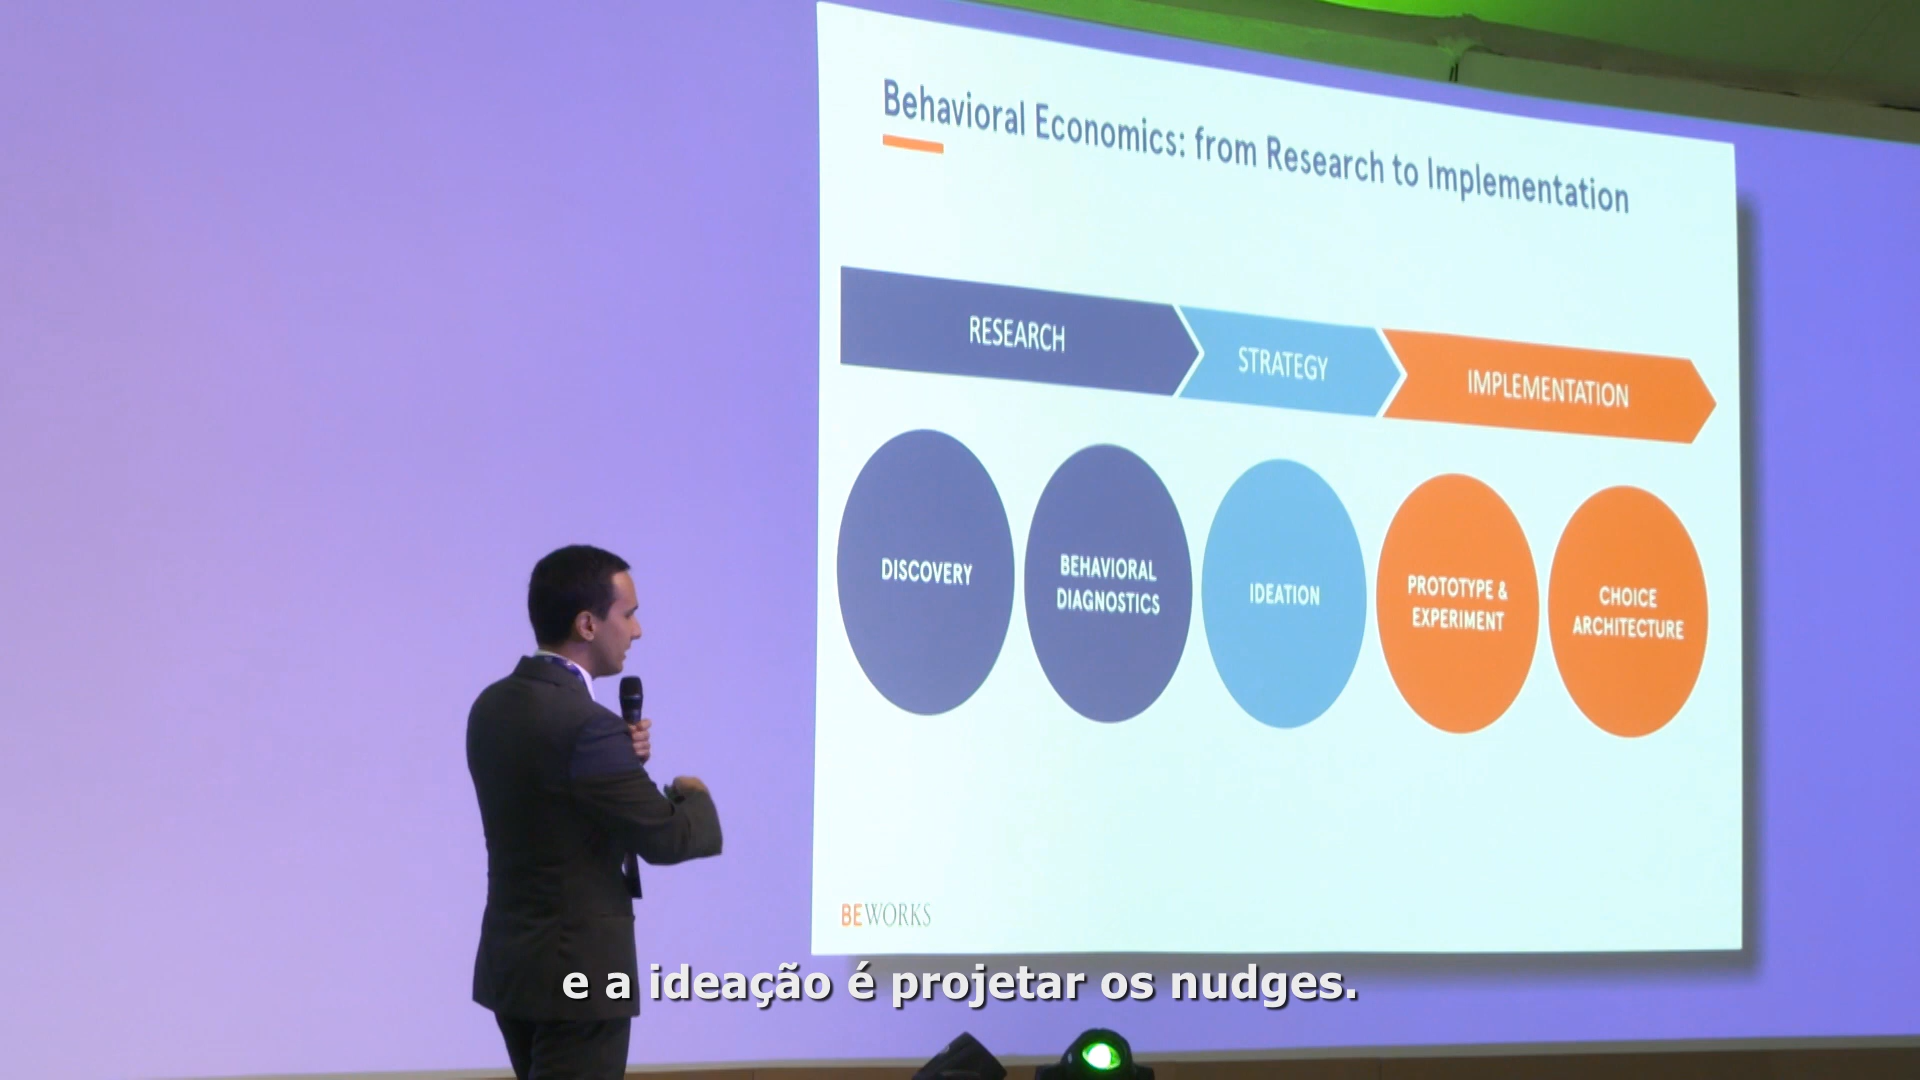 Behavioral Economics: from Research to Implementation
RESEARCH
STRATEGY
IMPLEMENTATION
DISCOVERY
BEHAVIORAL
DIAGNOSTICS
IDEATION
PROTOTYPE &
EXPERIMENT
CHOICE
ARCHITECTURE
BEWORKS
e a ideação é projetar os nudges.